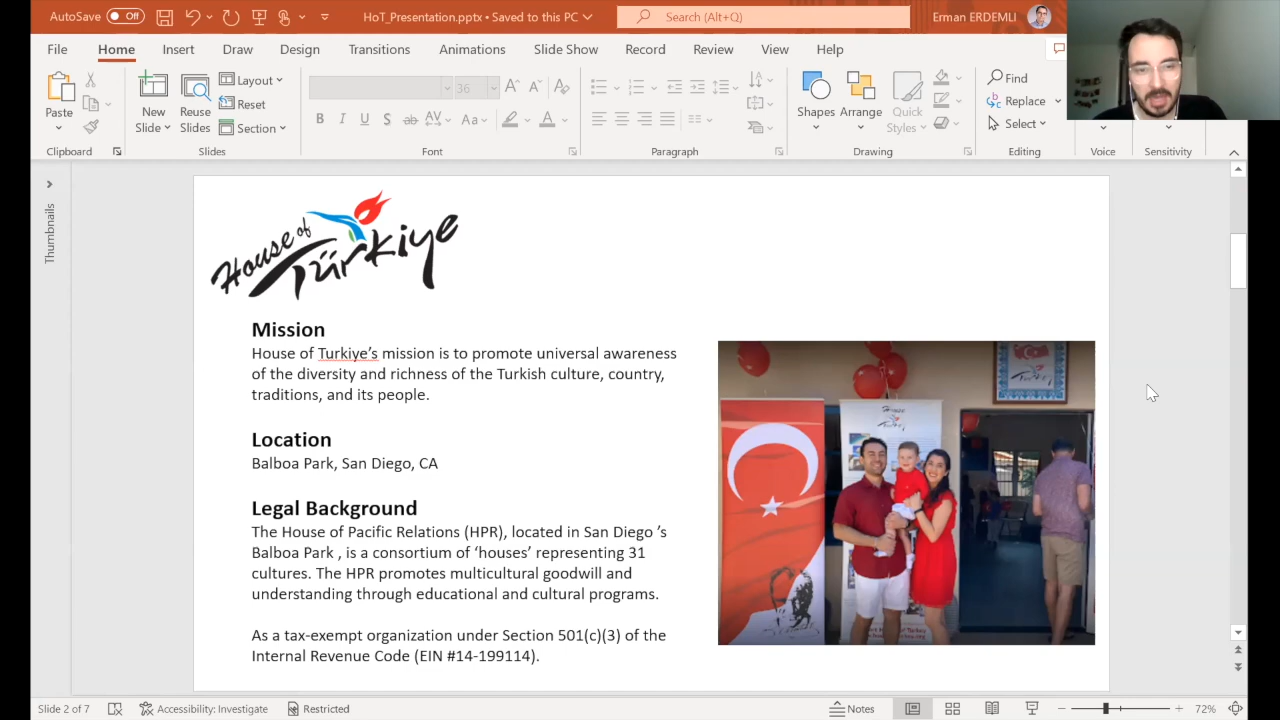 AutoSave Off HoT_Presentation.pptx • Saved to this PC Search (Alt+Q) Erman ERDEMLI
File Home Insert Draw Design Transitions Animations Slide Show Record Review View Help
Paste New Slide Reuse Slides Layout Reset Section 36 Aa Shapes Arrange Quick Styles Find Replace Select
Clipboard Slides Font Paragraph Drawing Editing Voice Sensitivity
Thumbnails
House of
Türkiye
Mission
House of Turkiye’s mission is to promote universal awareness
of the diversity and richness of the Turkish culture, country,
traditions, and its people.
Location
Balboa Park, San Diego, CA
Legal Background
The House of Pacific Relations (HPR), located in San Diego ’s
Balboa Park , is a consortium of ‘houses’ representing 31
cultures. The HPR promotes multicultural goodwill and
understanding through educational and cultural programs.
As a tax-exempt organization under Section 501(c)(3) of the
Internal Revenue Code (EIN #14-199114).
Slide 2 of 7 Accessibility: Investigate Restricted Notes 72%